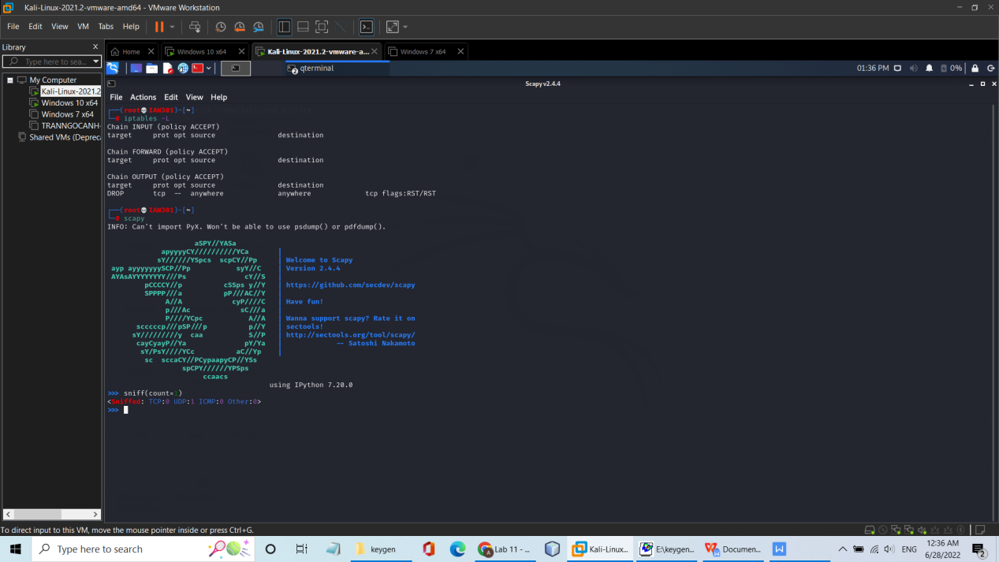 Kali-Linux-2021.2-vmware-amd64 - VMware Workstation
File Edit View VM Tabs Help
Library
Type here to sea...
My Computer
Kali-Linux-2021.2
Windows 10 x64
Windows 7 x64
TRANNGOCANH-
Shared VMs (Depreca
Home
Windows 10 x64
Kali-Linux-2021.2-vmware-a...
Windows 7 x64
qterminal
01:36 PM
0%
Scapy v2.4.4
File Actions Edit View Help
┌──(root💀IAW301)-[~]
└─# iptables -L
Chain INPUT (policy ACCEPT)
target     prot opt source               destination
Chain FORWARD (policy ACCEPT)
target     prot opt source               destination
Chain OUTPUT (policy ACCEPT)
target     prot opt source               destination
DROP       tcp  --  anywhere             anywhere             tcp flags:RST/RST
┌──(root💀IAW301)-[~]
└─# scapy
INFO: Can't import PyX. Won't be able to use psdump() or pdfdump().
                     aSPY//YASa
             apyyyyCY//////////YCa       |
            sY//////YSpcs  scpCY//Pp     | Welcome to Scapy
 ayp ayyyyyyySCP//Pp           syY//C    | Version 2.4.4
 AYAsAYYYYYYYY///Ps              cY//S   |
         pCCCCY//p          cSSps y//Y   | https://github.com/secdev/scapy
         SPPPP///a          pP///AC//Y   |
              A//A            cyP////C   | Have fun!
              p///Ac            sC///a   |
              P////YCpc           A//A   | Wanna support scapy? Rate it on
       scccccp///pSP///p          p//Y   | sectools!
      sY/////////y  caa           S//P   | http://sectools.org/tool/scapy/
       cayCyayP//Ya              pY/Ya   |             -- Satoshi Nakamoto
        sY/PsY////YCc          aC//Yp    |
         sc  sccaCY//PCypaapyCP//YSs
                  spCPY//////YPSps
                       ccaacs
using IPython 7.20.0
>>> sniff(count=1)
<Sniffed: TCP:0 UDP:1 ICMP:0 Other:0>
>>>
To direct input to this VM, move the mouse pointer inside or press Ctrl+G.
Type here to search
keygen
Lab 11 - ...
Kali-Linux...
E:\keygen...
Documen...
ENG
12:36 AM
6/28/2022
2